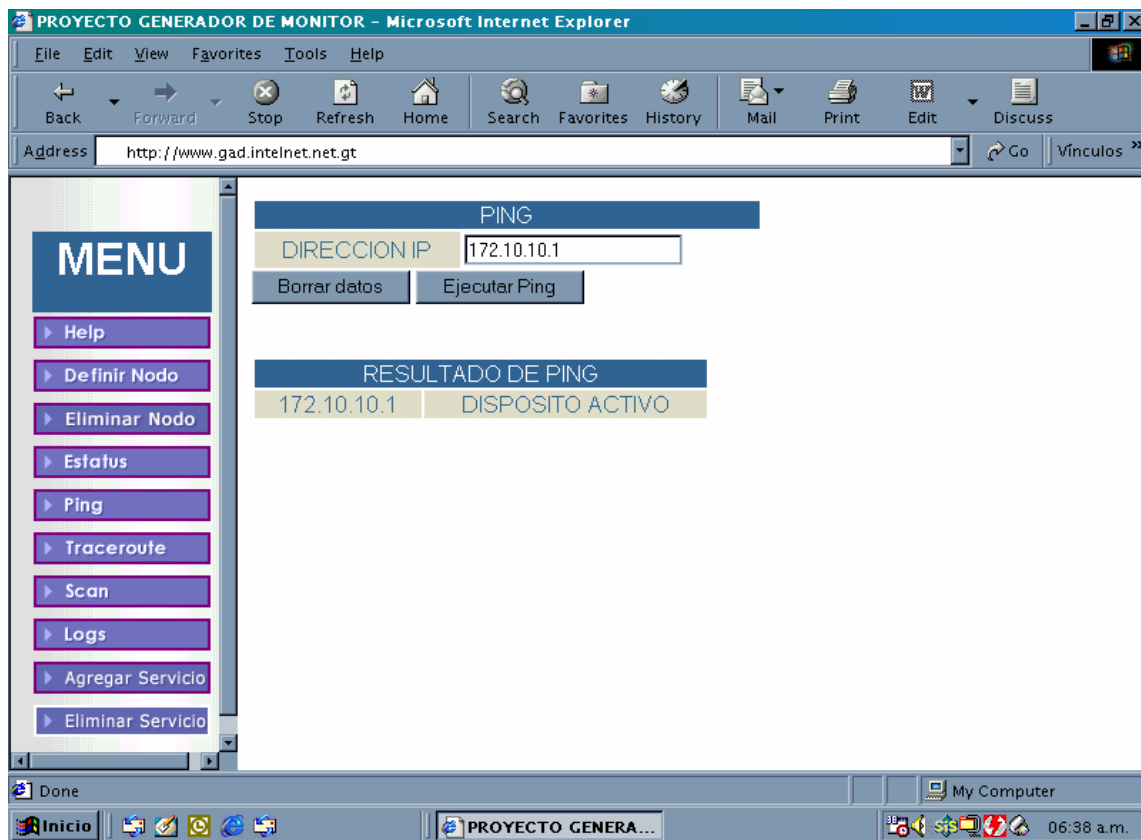 PROYECTO GENERADOR DE MONITOR - Microsoft Internet Explorer
File Edit View Favorites Tools Help
Back Forward Stop Refresh Home Search Favorites History Mail Print Edit Discuss
Address http://www.gad.intelnet.net.gt Go Vínculos »
MENU
Help
Definir Nodo
Eliminar Nodo
Estatus
Ping
Traceroute
Scan
Logs
Agregar Servicio
Eliminar Servicio
PING
DIRECCION IP 172.10.10.1
Borrar datos Ejecutar Ping
RESULTADO DE PING
172.10.10.1 DISPOSITO ACTIVO
Done My Computer
Inicio PROYECTO GENERA... 06:38 a.m.